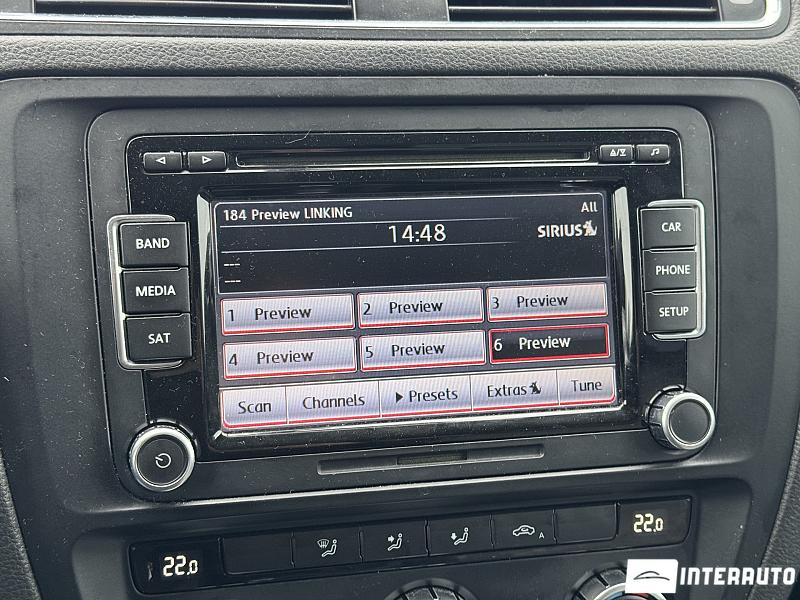 184 Preview LINKING
All
14:48
SIRIUS
---
---
BAND
MEDIA
SAT
CAR
PHONE
SETUP
1 Preview
2 Preview
3 Preview
4 Preview
5 Preview
6 Preview
Scan
Channels
Presets
Extras
Tune
22.0
A
22.0
INTERAUTO